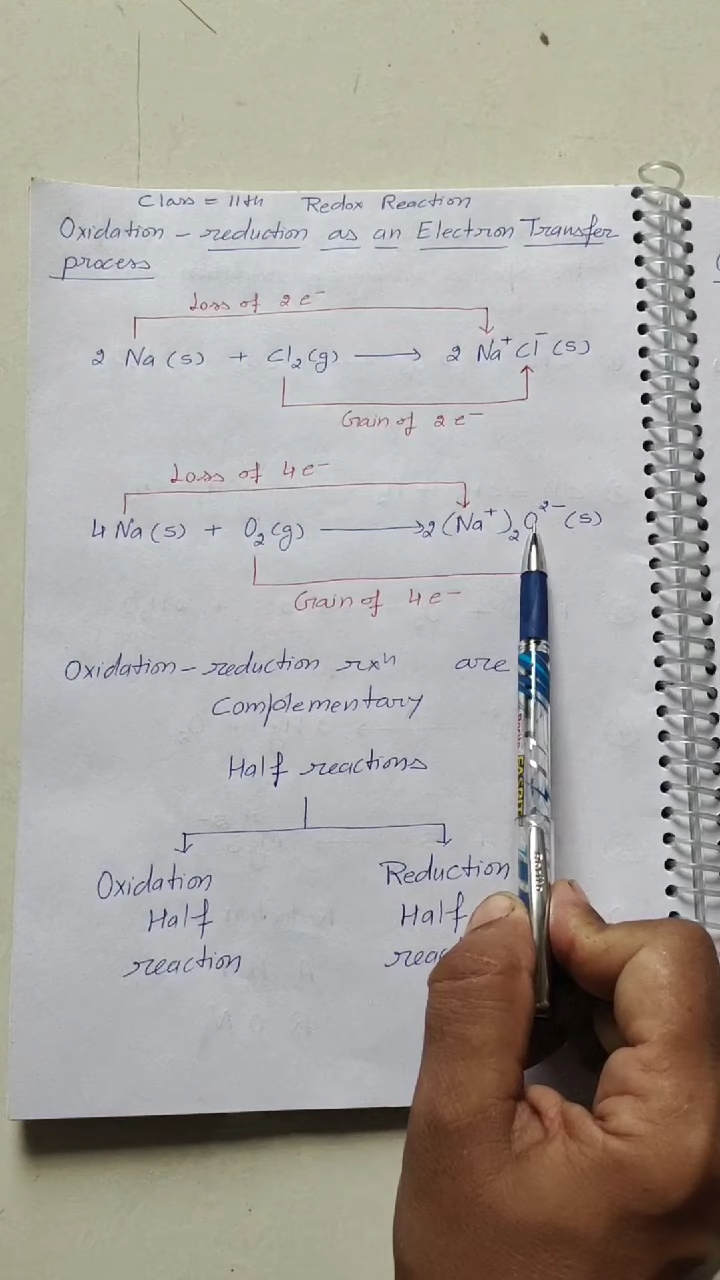 Class = 11th Redox Reaction
Oxidation - reduction as an Electron Transfer
process
Loss of 2e⁻
2 Na(s) + Cl₂(g) ⟶ 2 Na⁺Cl⁻(s)
Gain of 2e⁻
Loss of 4e⁻
4 Na(s) + O₂(g) ⟶ 2(Na⁺)₂O²⁻(s)
Gain of 4e⁻
Oxidation - reduction rxⁿ are
Complementary
Half reactions
Oxidation Reduction
Half Half
reaction